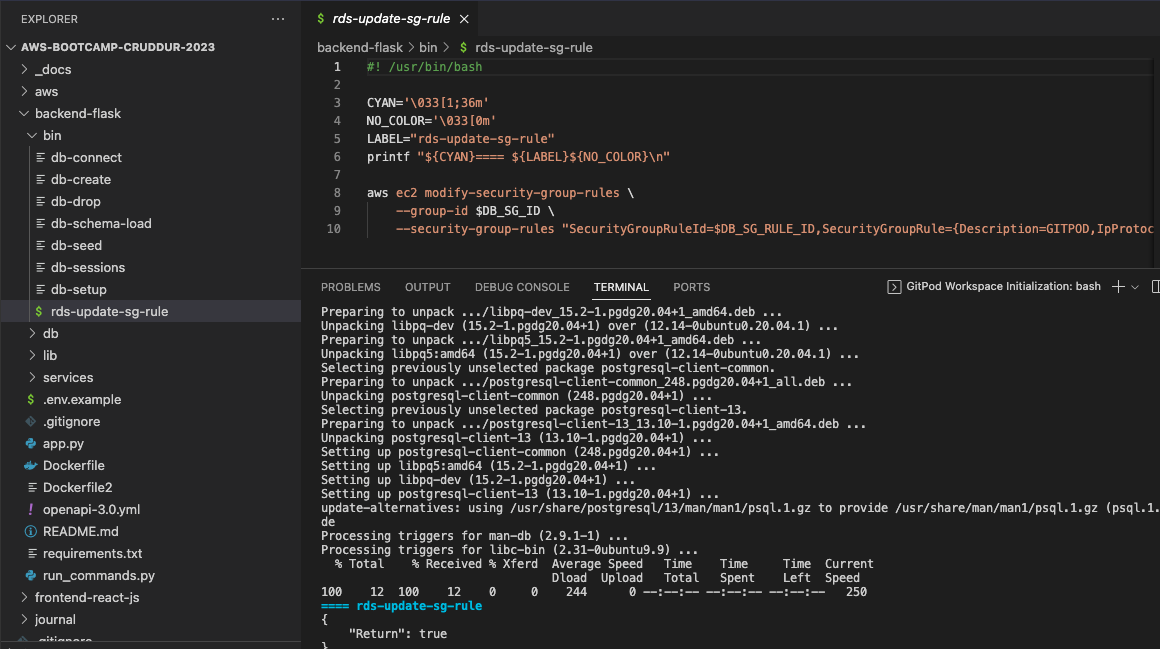 EXPLORER
AWS-BOOTCAMP-CRUDDUR-2023
_docs
aws
backend-flask
bin
db-connect
db-create
db-drop
db-schema-load
db-seed
db-sessions
db-setup
$ rds-update-sg-rule
db
lib
services
$ .env.example
.gitignore
app.py
Dockerfile
Dockerfile2
! openapi-3.0.yml
README.md
requirements.txt
run_commands.py
frontend-react-js
journal
.gitignore
$ rds-update-sg-rule
backend-flask > bin > $ rds-update-sg-rule
1 #! /usr/bin/bash
2
3 CYAN='\033[1;36m'
4 NO_COLOR='\033[0m'
5 LABEL="rds-update-sg-rule"
6 printf "${CYAN}==== ${LABEL}${NO_COLOR}\n"
7
8 aws ec2 modify-security-group-rules \
9 --group-id $DB_SG_ID \
10 --security-group-rules "SecurityGroupRuleId=$DB_SG_RULE_ID,SecurityGroupRule={Description=GITPOD,IpProtoc
PROBLEMS OUTPUT DEBUG CONSOLE TERMINAL PORTS
GitPod Workspace Initialization: bash
Preparing to unpack .../libpq-dev_15.2-1.pgdg20.04+1_amd64.deb ...
Unpacking libpq-dev (15.2-1.pgdg20.04+1) over (12.14-0ubuntu0.20.04.1) ...
Preparing to unpack .../libpq5_15.2-1.pgdg20.04+1_amd64.deb ...
Unpacking libpq5:amd64 (15.2-1.pgdg20.04+1) over (12.14-0ubuntu0.20.04.1) ...
Selecting previously unselected package postgresql-client-common.
Preparing to unpack .../postgresql-client-common_248.pgdg20.04+1_all.deb ...
Unpacking postgresql-client-common (248.pgdg20.04+1) ...
Selecting previously unselected package postgresql-client-13.
Preparing to unpack .../postgresql-client-13_13.10-1.pgdg20.04+1_amd64.deb ...
Unpacking postgresql-client-13 (13.10-1.pgdg20.04+1) ...
Setting up postgresql-client-common (248.pgdg20.04+1) ...
Setting up libpq5:amd64 (15.2-1.pgdg20.04+1) ...
Setting up libpq-dev (15.2-1.pgdg20.04+1) ...
Setting up postgresql-client-13 (13.10-1.pgdg20.04+1) ...
update-alternatives: using /usr/share/postgresql/13/man/man1/psql.1.gz to provide /usr/share/man/man1/psql.1.gz (psql.1.
de
Processing triggers for man-db (2.9.1-1) ...
Processing triggers for libc-bin (2.31-0ubuntu9.9) ...
% Total % Received % Xferd Average Speed Time Time Time Current
Dload Upload Total Spent Left Speed
100 12 100 12 0 0 244 0 --:--:-- --:--:-- --:--:-- 250
==== rds-update-sg-rule
{
"Return": true
}